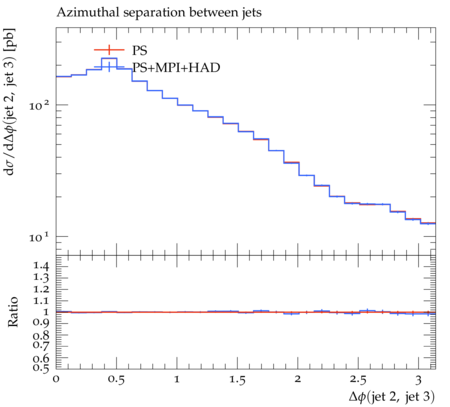 Azimuthal separation between jets
dσ/dΔϕ(jet 2, jet 3) [pb]
PS
PS+MPI+HAD
10²
10¹
Ratio
1.4
1.3
1.2
1.1
1
0.9
0.8
0.7
0.6
0.5
0 0.5 1 1.5 2 2.5 3
Δϕ(jet 2, jet 3)